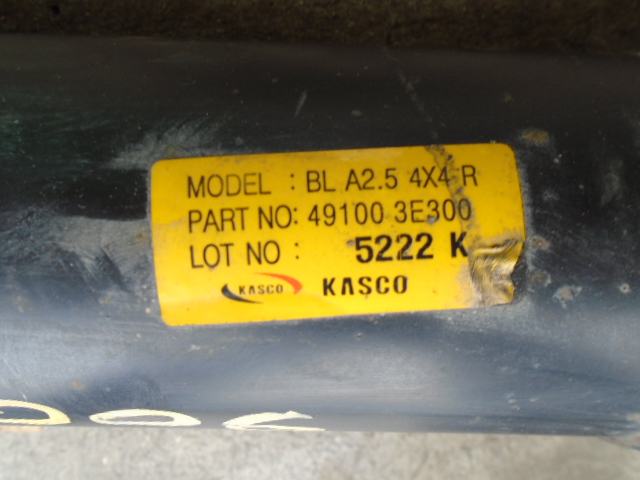 MODEL : BL A2.5 4X4 R
PART NO: 49100 3E300
LOT NO : 5222 K
KASCO KASCO